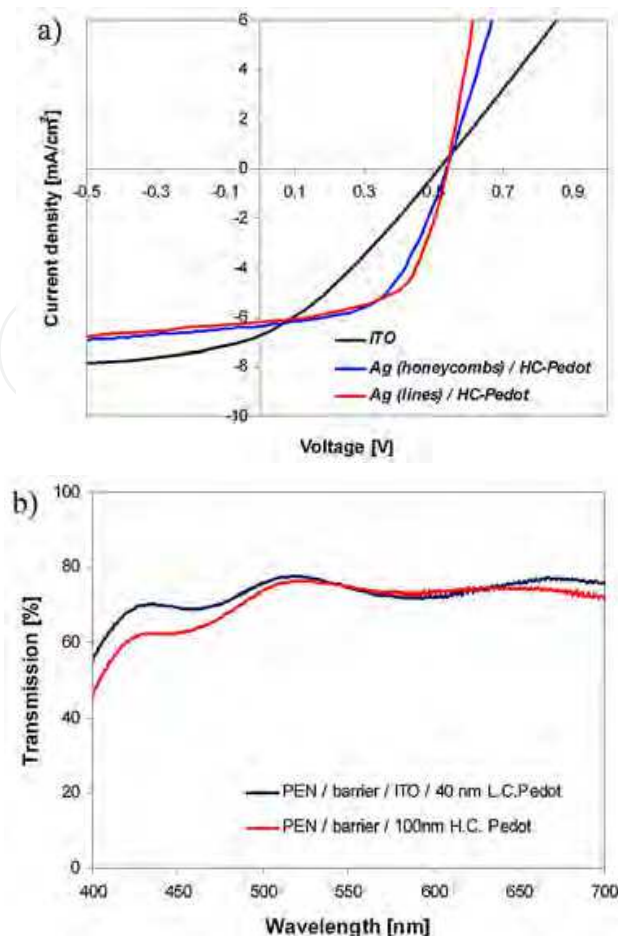 a)
6
4
2
0
-0.5
-0.3
-0.1
0.1
0.3
0.5
0.7
0.9
-2
-4
-6
-8
-10
Current density [mA/cm²]
ITO
Ag (honeycombs) / HC-Pedot
Ag (lines) / HC-Pedot
Voltage [V]
b)
100
80
60
40
20
0
Transmission [%]
PEN / barrier / ITO / 40 nm L.C.Pedot
PEN / barrier / 100nm H.C. Pedot
400
450
500
550
600
650
700
Wavelength [nm]